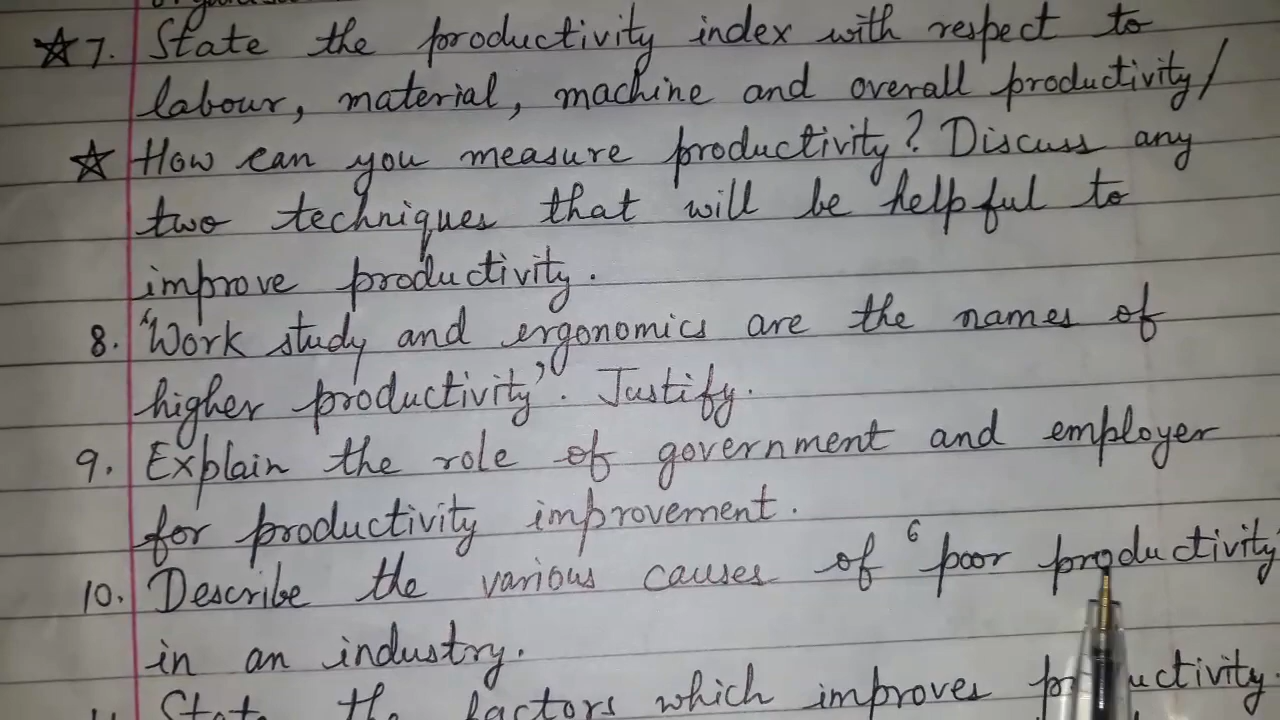 ☆ 7. State the productivity index with respect to
labour, material, machine and overall productivity/
☆ How can you measure productivity? Discuss any
two techniques that will be helpful to
improve productivity.
8. "Work study and ergonomics are the names of
higher productivity". Justify.
9. Explain the role of government and employer
for productivity improvement.
10. Describe the various causes of 'poor productivity'
in an industry.
the factors which improves